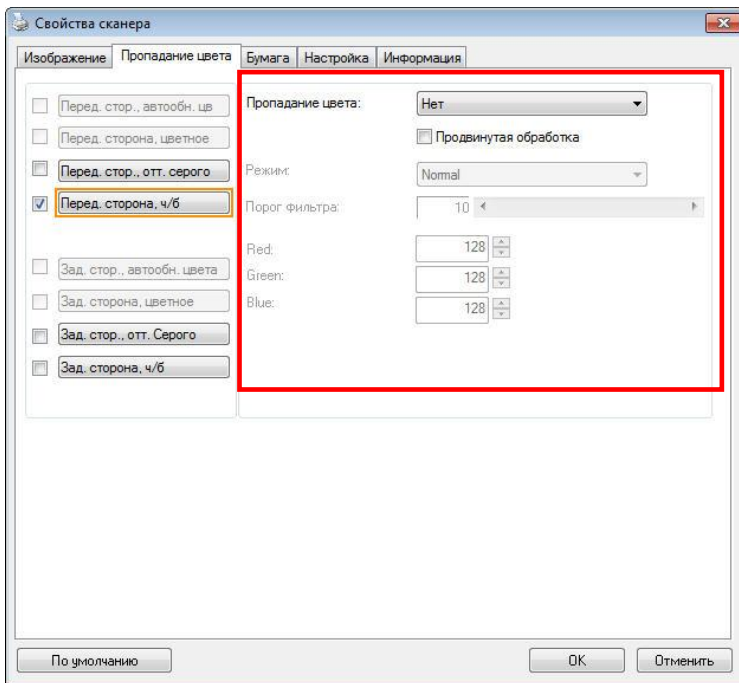 Свойства сканера
Изображение Пропадание цвета Бумага Настройка Информация
Перед. стор., автообн. цв
Перед. сторона, цветное
Перед. стор., отт. серого
Перед. сторона, ч/б
Зад. стор., автообн. цвета
Зад. сторона, цветное
Зад. стор., отт. Серого
Зад. сторона, ч/б
Пропадание цвета: Нет
Продвинутая обработка
Режим: Normal
Порог фильтра: 10
Red: 128
Green: 128
Blue: 128
По умолчанию OK Отменить